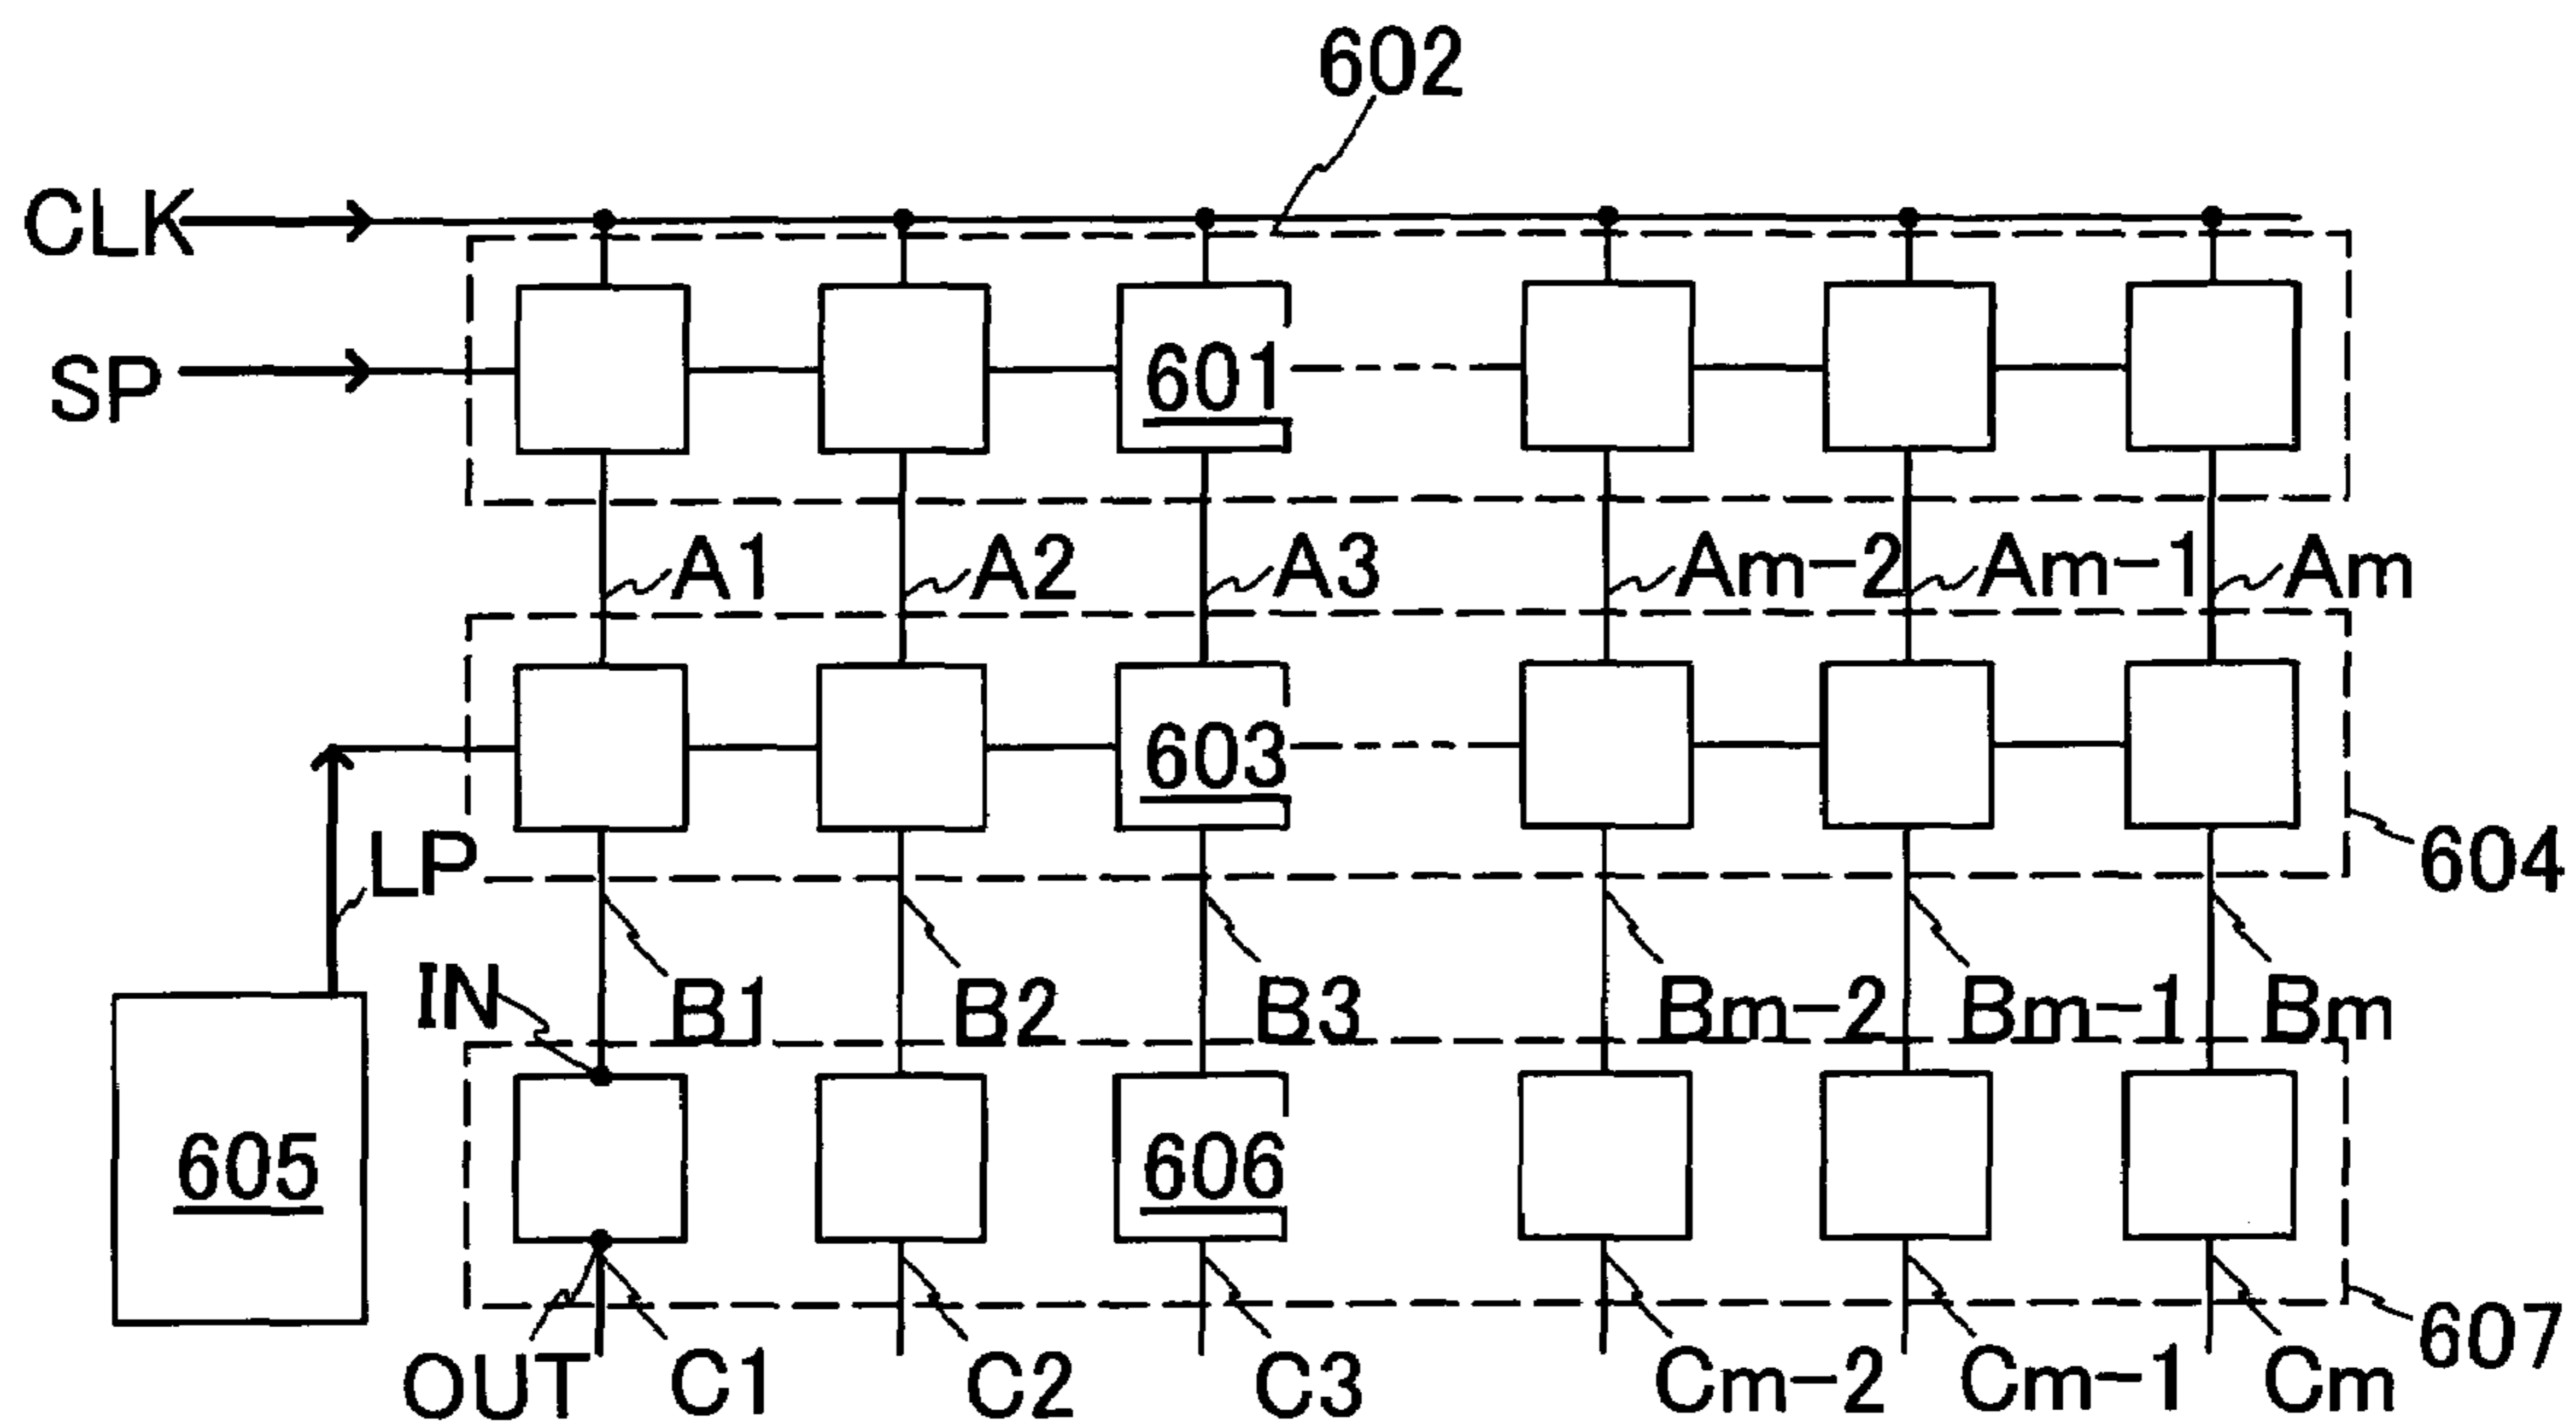 602
CLK
SP
601
A1 A2 A3 Am-2 Am-1 Am
603
LP
604
IN B1 B2 B3 Bm-2 Bm-1 Bm
605
606
607
OUT C1 C2 C3 Cm-2 Cm-1 Cm